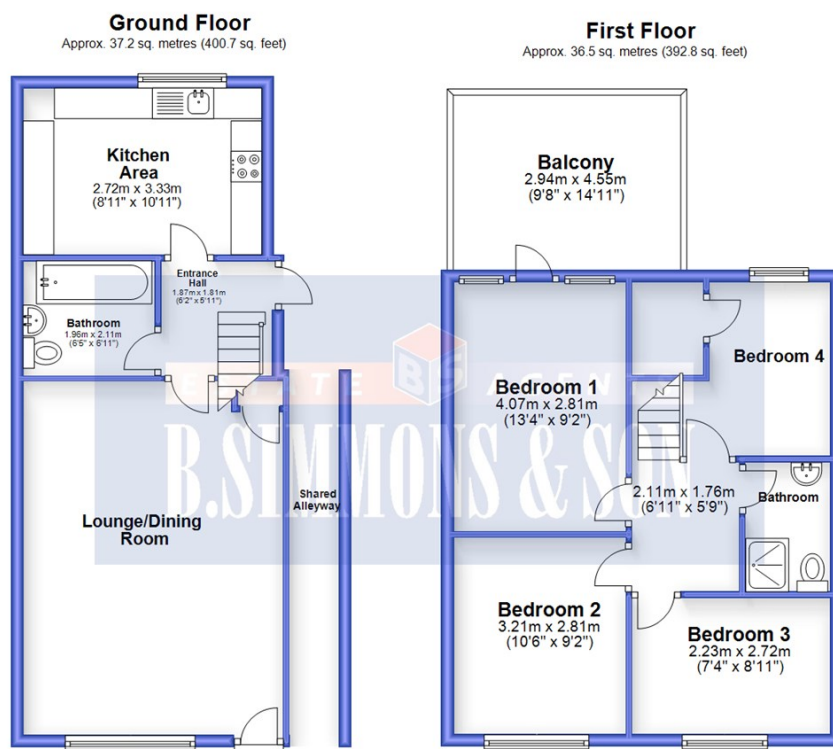 Ground Floor
Approx. 37.2 sq. metres (400.7 sq. feet)
First Floor
Approx. 36.5 sq. metres (392.8 sq. feet)
Kitchen
Area
2.72m x 3.33m
(8'11" x 10'11")
Balcony
2.94m x 4.55m
(9'8" x 14'11")
Entrance
Hall
1.87m x 1.81m
(6'2" x 5'11")
Bathroom
1.96m x 2.11m
(6'5" x 6'11")
Bedroom 4
Bedroom 1
4.07m x 2.81m
(13'4" x 9'2")
ESTATE BS AGENTS
B.SIMMONS & SON
Lounge/Dining
Room
Shared
Alleyway
2.11m x 1.76m
(6'11" x 5'9")
Bathroom
Bedroom 2
3.21m x 2.81m
(10'6" x 9'2")
Bedroom 3
2.23m x 2.72m
(7'4" x 8'11")